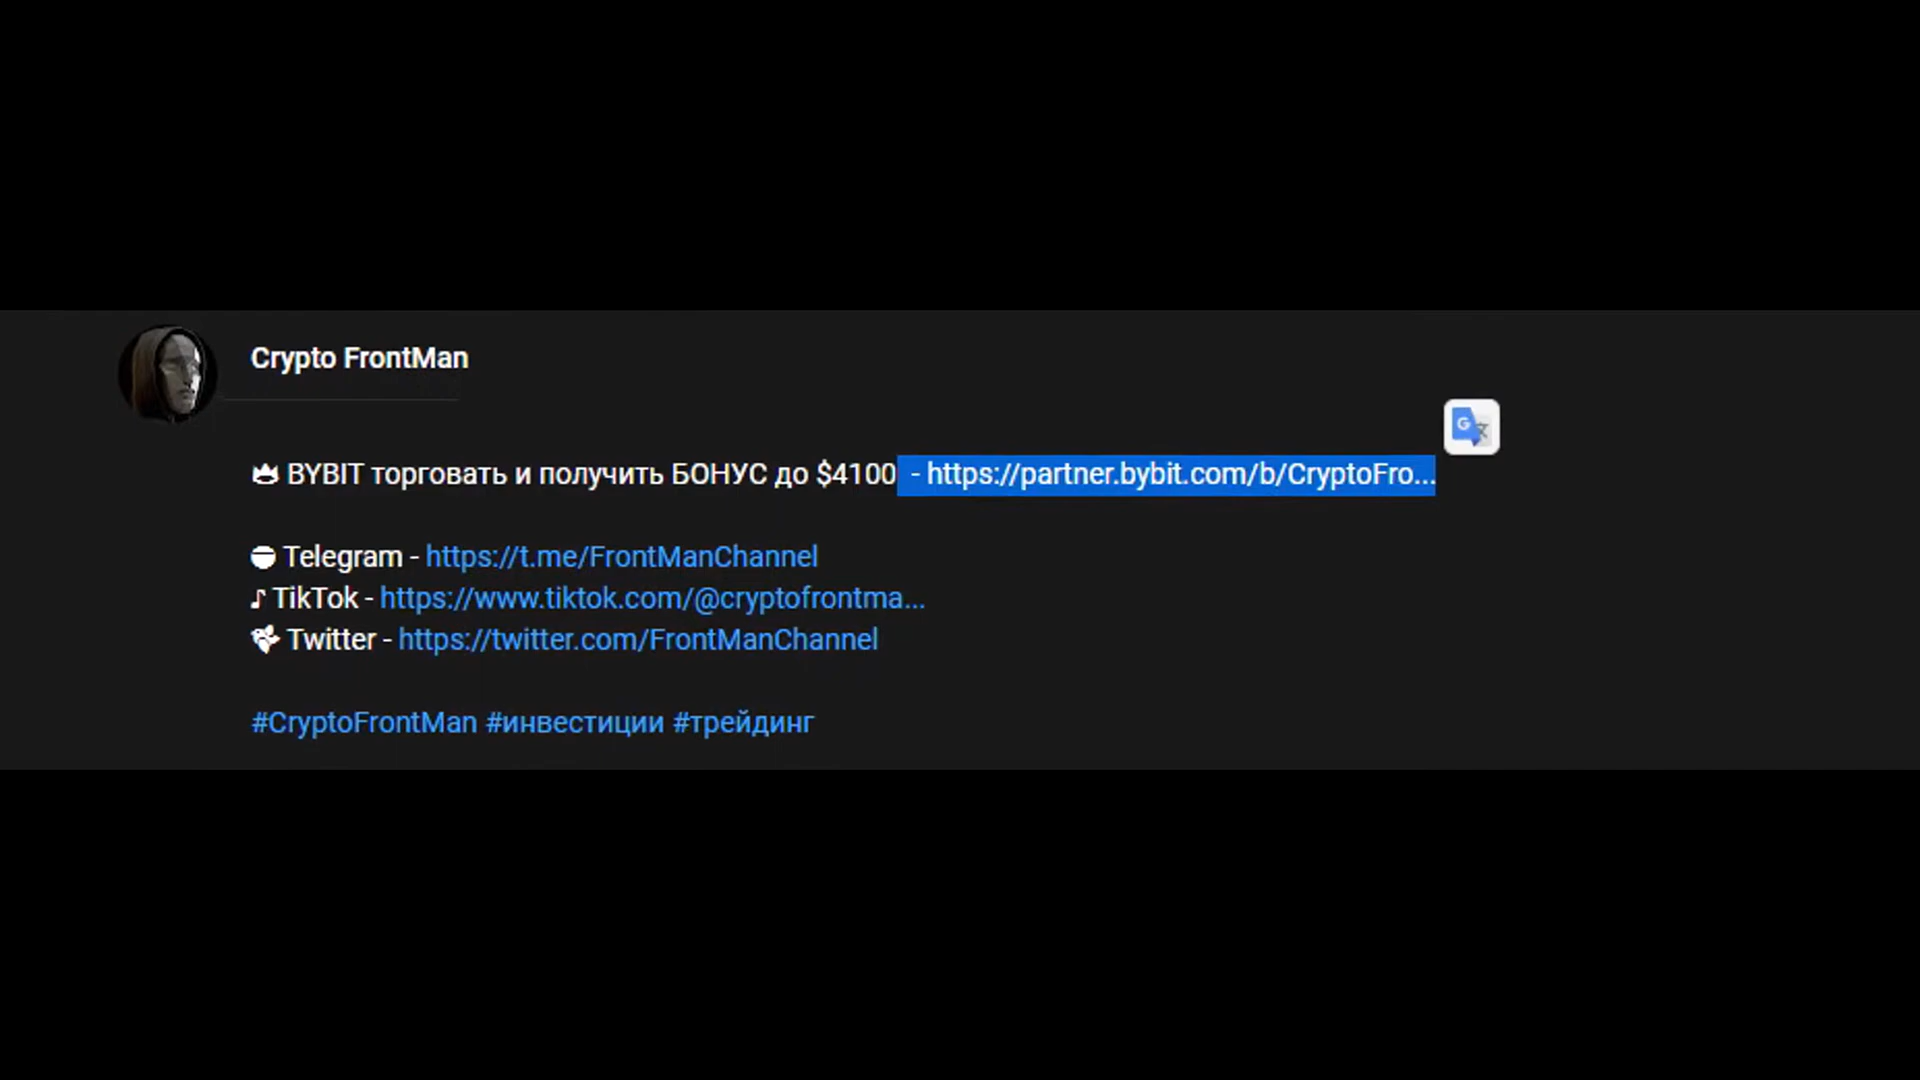 Crypto FrontMan
BYBIT торговать и получить БОНУС до $4100 - https://partner.bybit.com/b/CryptoFro...
Telegram - https://t.me/FrontManChannel
TikTok - https://www.tiktok.com/@cryptofrontma...
Twitter - https://twitter.com/FrontManChannel
#CryptoFrontMan #инвестиции #трейдинг